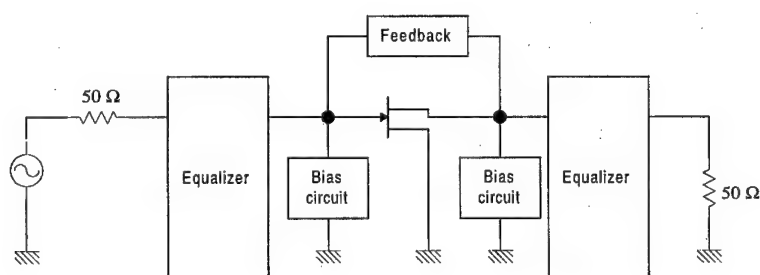 Feedback
50 Ω
Equalizer
Bias
circuit
Bias
circuit
Equalizer
50 Ω